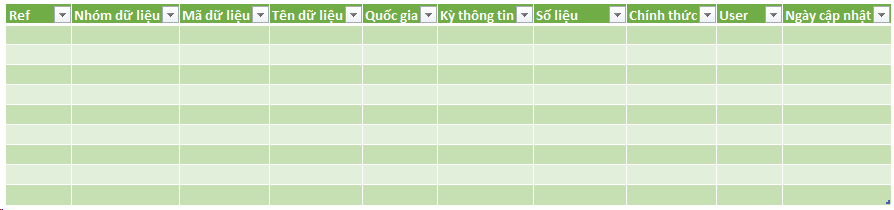 Ref Nhóm dữ liệu Mã dữ liệu Tên dữ liệu Quốc gia Kỳ thông tin Số liệu Chính thức User Ngày cập nhật